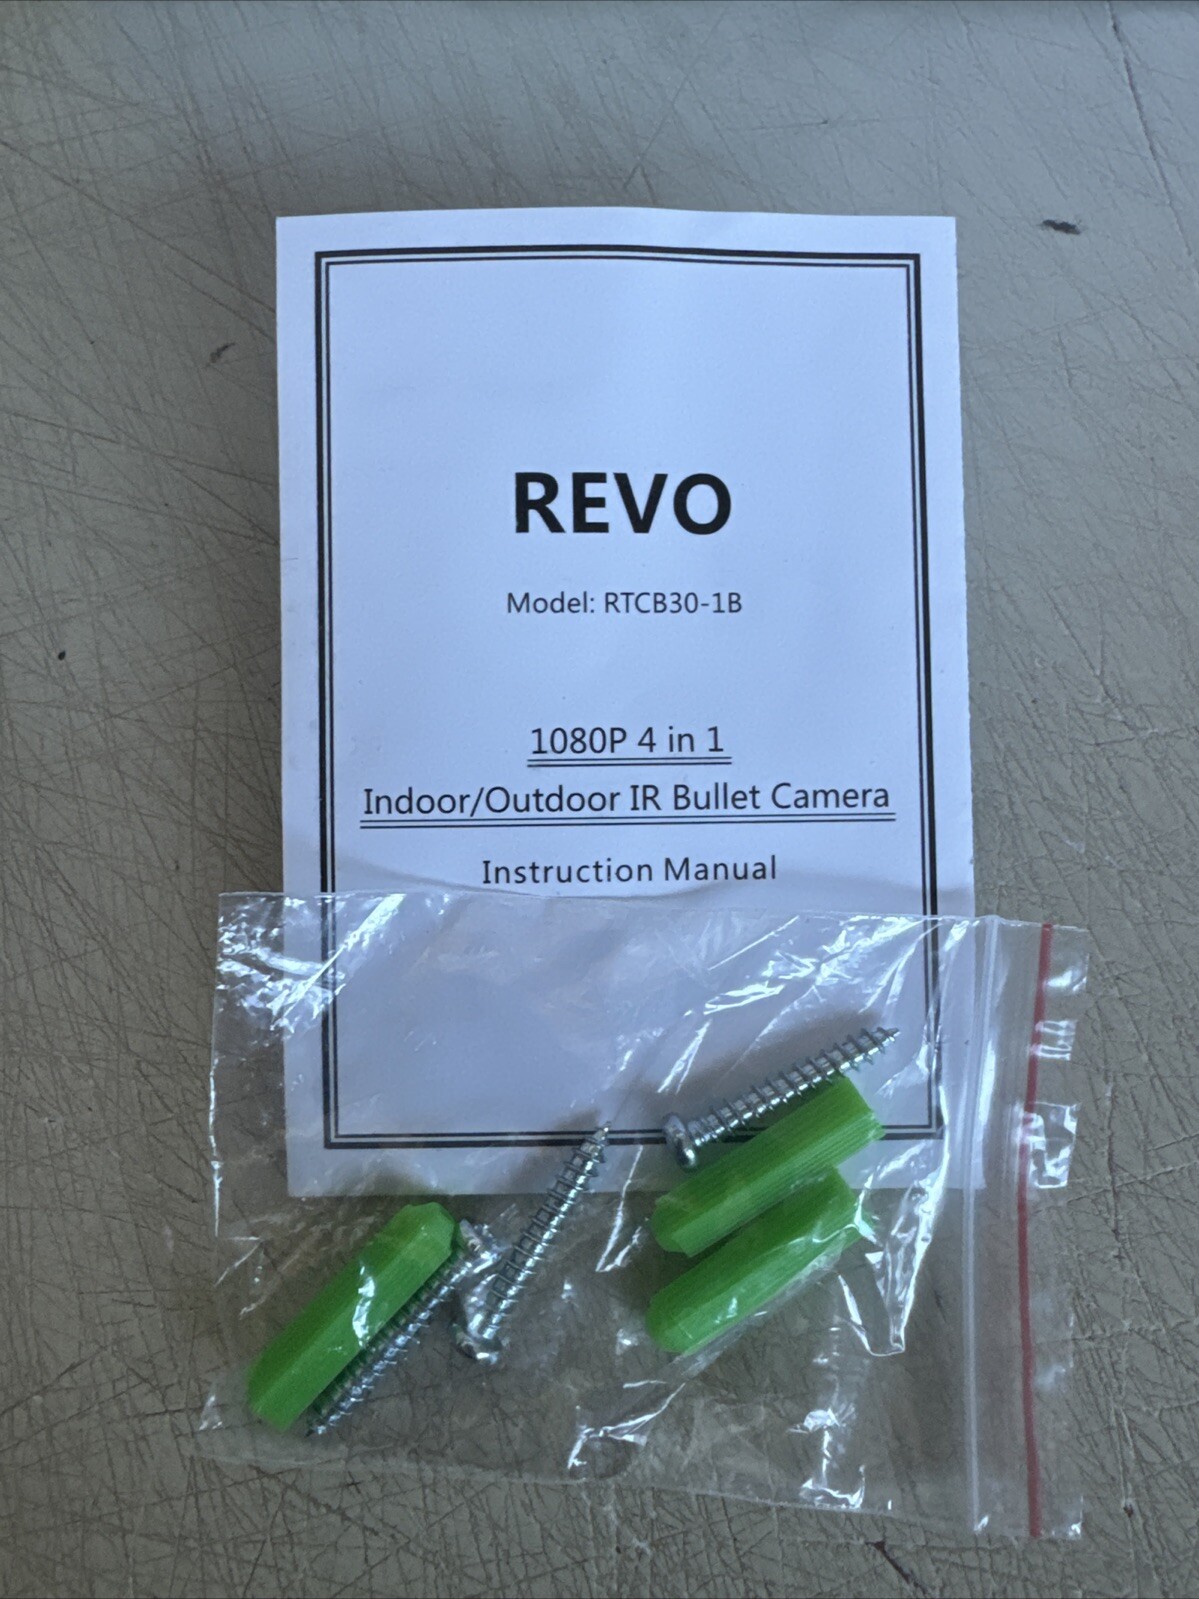 REVO
Model: RTCB30-1B
1080P 4 in 1
Indoor/Outdoor IR Bullet Camera
Instruction Manual